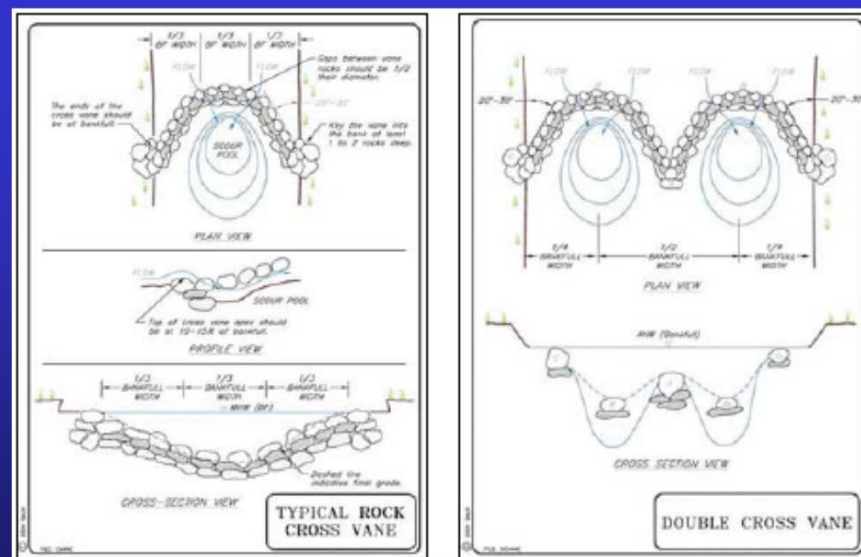 1/3 1/3 1/3
OF WIDTH OF WIDTH OF WIDTH
FLOW FLOW
Gaps between vane
rocks should be 1/2
their diameter.
20°-30°
The ends of the
cross vane should
be at bankfull.
Key the vane into
the bank at least
1 to 2 rocks deep.
SCOUR
POOL
PLAN VIEW
FLOW
SCOUR POOL
Top of cross vane apex should
be at 10-15% of bankfull.
PROFILE VIEW
1/3 1/3 1/3
BANKFULL BANKFULL BANKFULL
WIDTH WIDTH WIDTH
Dashed line
indicates final grade.
CROSS-SECTION VIEW
TYPICAL ROCK
CROSS VANE
FLOW FLOW FLOW FLOW
20°-30° 20°-30°
1/4 1/2 1/4
BANKFULL BANKFULL BANKFULL
WIDTH WIDTH WIDTH
PLAN VIEW
(Bankfull)
CROSS SECTION VIEW
DOUBLE CROSS VANE